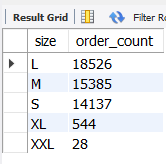 Result Grid Filter Ro
size order_count
L 18526
M 15385
S 14137
XL 544
XXL 28